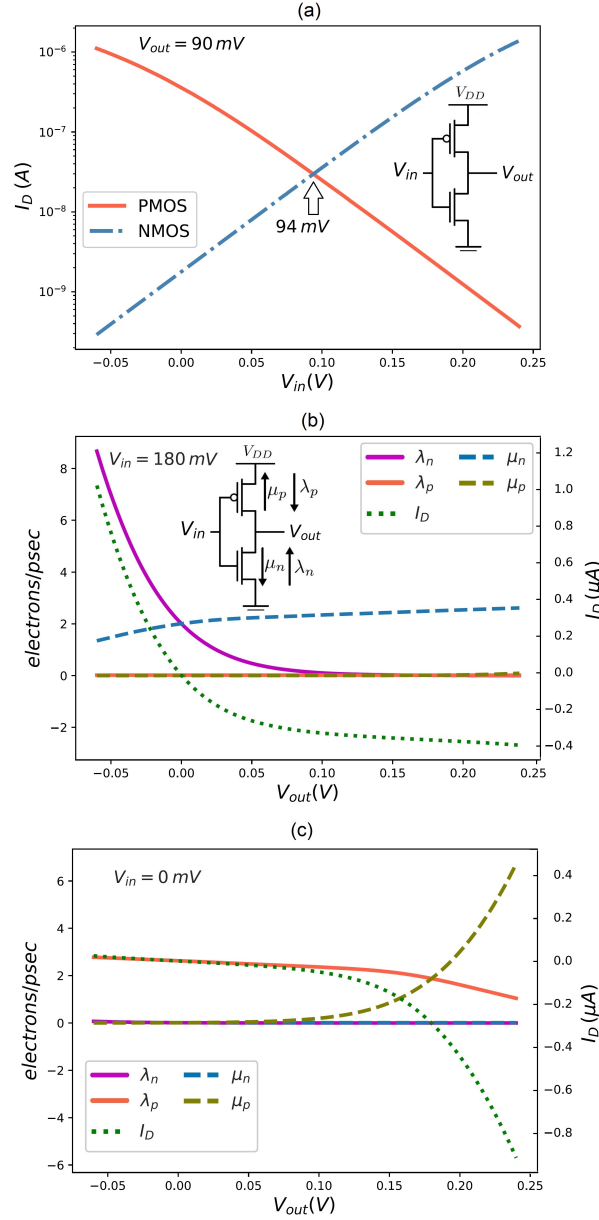 (a)
V_out = 90 mV
V_DD
V_in
V_out
PMOS
NMOS
94 mV
I_D (A)
10⁻⁶
10⁻⁷
10⁻⁸
10⁻⁹
−0.05 0.00 0.05 0.10 0.15 0.20 0.25
V_in(V)
(b)
V_in = 180 mV
V_DD
μ_p λ_p
V_in
V_out
μ_n λ_n
λ_n μ_n
λ_p μ_p
I_D
electrons/psec
8
6
4
2
0
−2
I_D (μA)
1.2
1.0
0.8
0.6
0.4
0.2
0.0
−0.2
−0.4
−0.05 0.00 0.05 0.10 0.15 0.20 0.25
V_out(V)
(c)
V_in = 0 mV
electrons/psec
6
4
2
0
−2
−4
−6
I_D (μA)
0.4
0.2
0.0
−0.2
−0.4
−0.6
−0.8
λ_n μ_n
λ_p μ_p
I_D
−0.05 0.00 0.05 0.10 0.15 0.20 0.25
V_out(V)